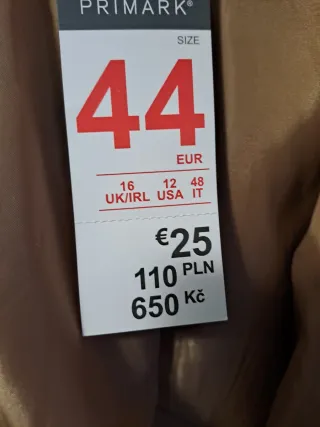 PRIMARK®
SIZE
44
EUR
16 12 48
UK/IRL USA IT
€25
110 PLN
650 Kč